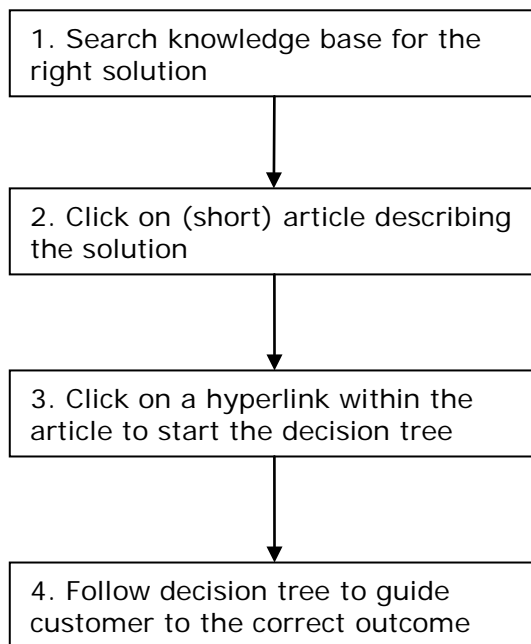 1. Search knowledge base for the
right solution
2. Click on (short) article describing
the solution
3. Click on a hyperlink within the
article to start the decision tree
4. Follow decision tree to guide
customer to the correct outcome